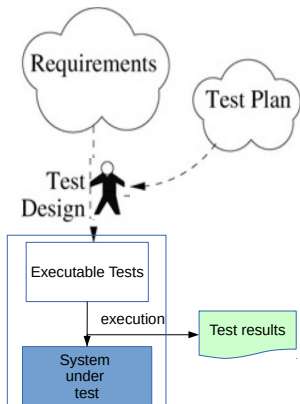 Requirements
Test Plan
Test
Design
Executable Tests
execution
Test results
System
under
test